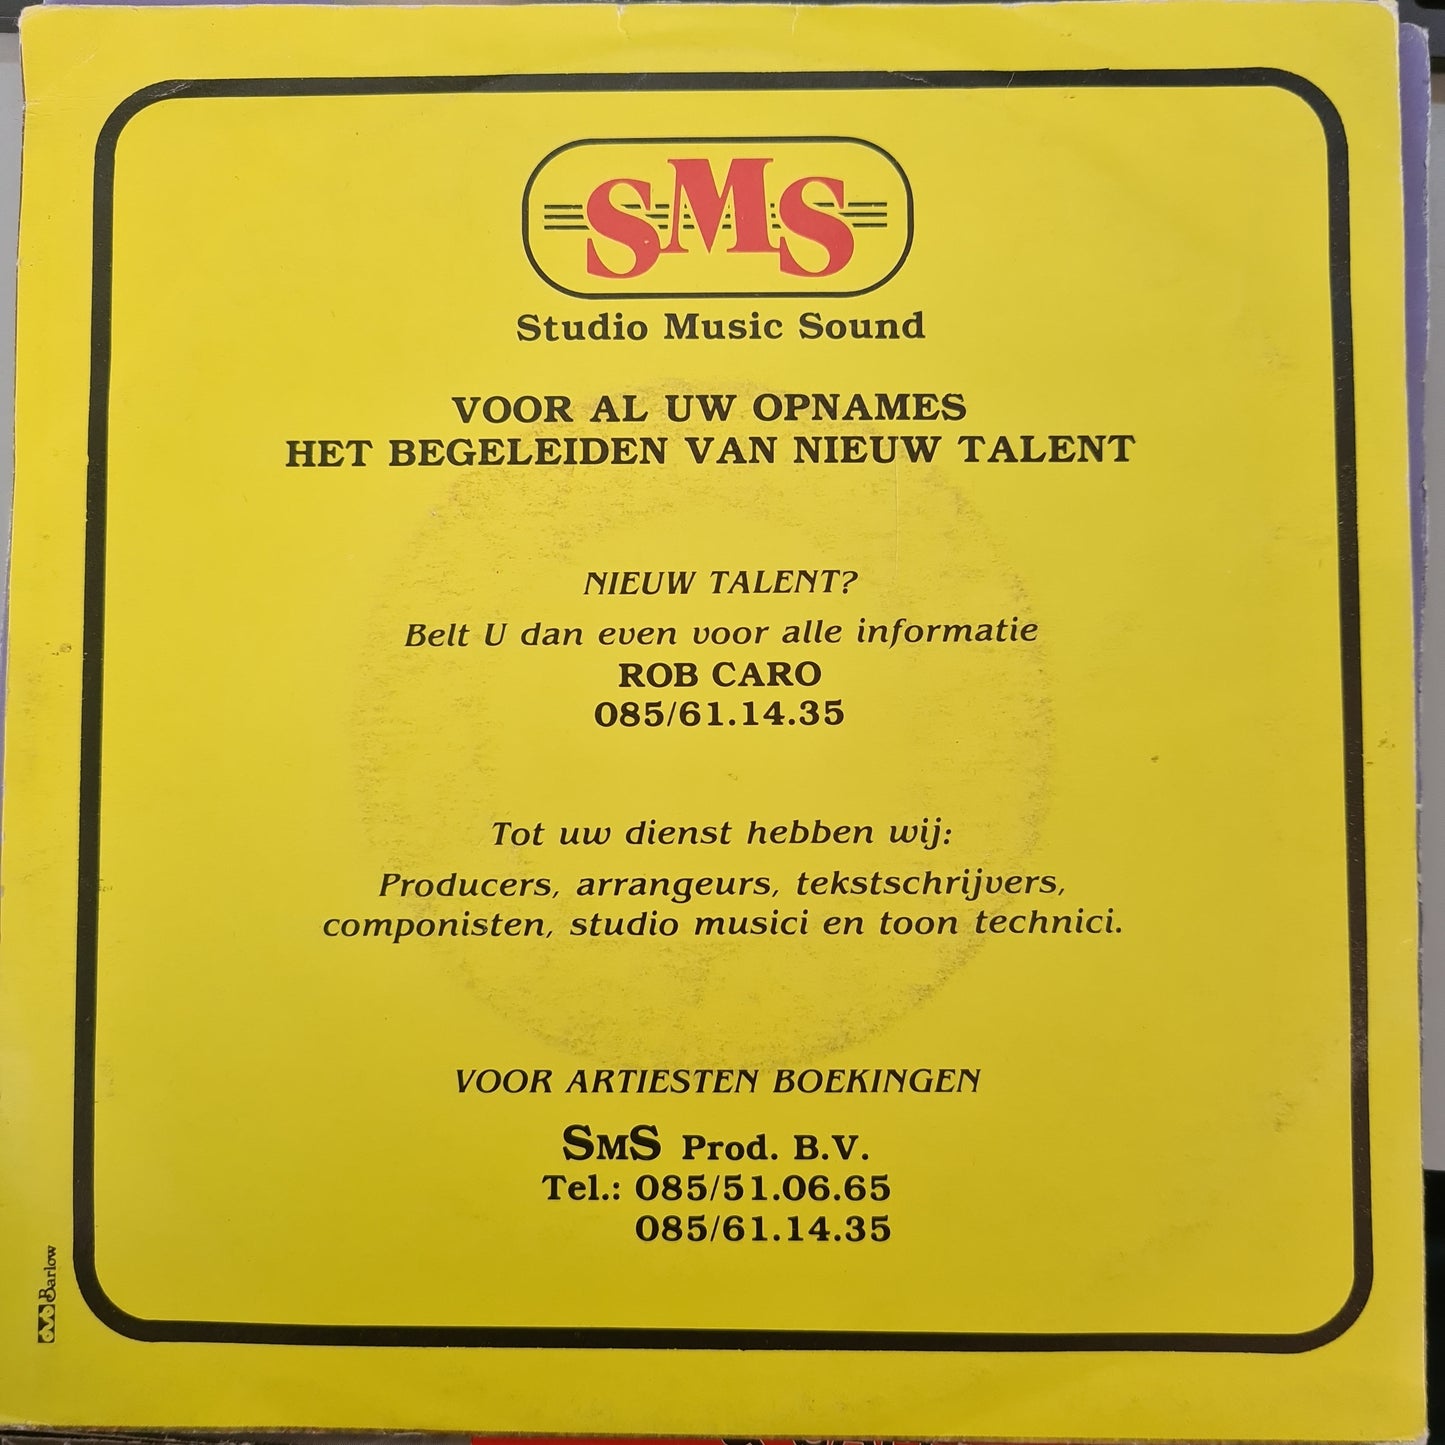 SMS
Studio Music Sound
VOOR AL UW OPNAMES
HET BEGELEIDEN VAN NIEUW TALENT
NIEUW TALENT?
Belt U dan even voor alle informatie
ROB CARO
085/61.14.35
Tot uw dienst hebben wij:
Producers, arrangeurs, tekstschrijvers,
componisten, studio musici en toon technici.
VOOR ARTIESTEN BOEKINGEN
SMS Prod. B.V.
Tel.: 085/51.06.65
085/61.14.35
Barlow